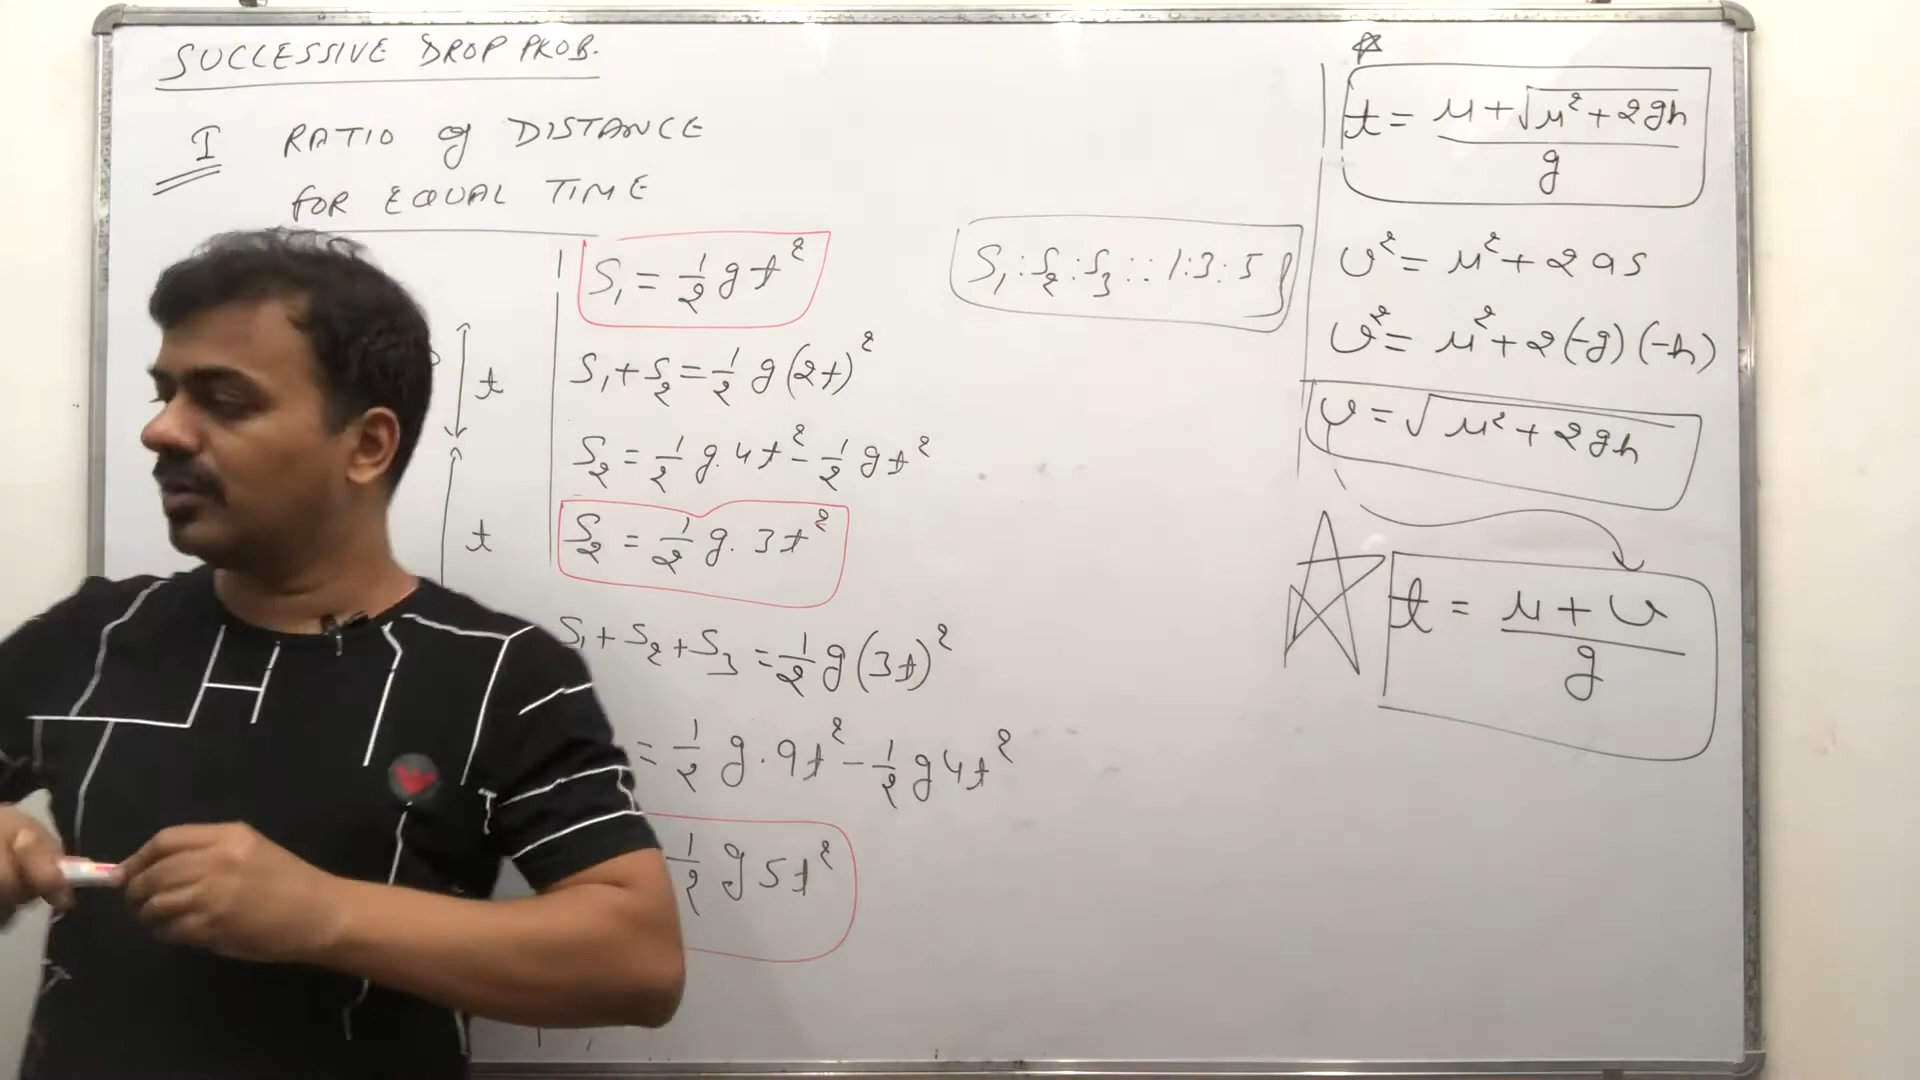 SUCCESSIVE DROP PROB.
I RATIO of DISTANCE
FOR EQUAL TIME
t
t
S₁ = 1/2 g t²
S₁ + S₂ = 1/2 g (2t)²
S₂ = 1/2 g. 4t² - 1/2 g t²
S₂ = 1/2 g. 3t²
S₁ + S₂ + S₃ = 1/2 g (3t)²
= 1/2 g. 9t² - 1/2 g 4t²
1/2 g 5t²
S₁ : S₂ : S₃ :: 1:3:5
t = u + √u² + 2gh / g
v² = u² + 2as
v² = u² + 2(-g)(-h)
v = √u² + 2gh
t = u + v / g